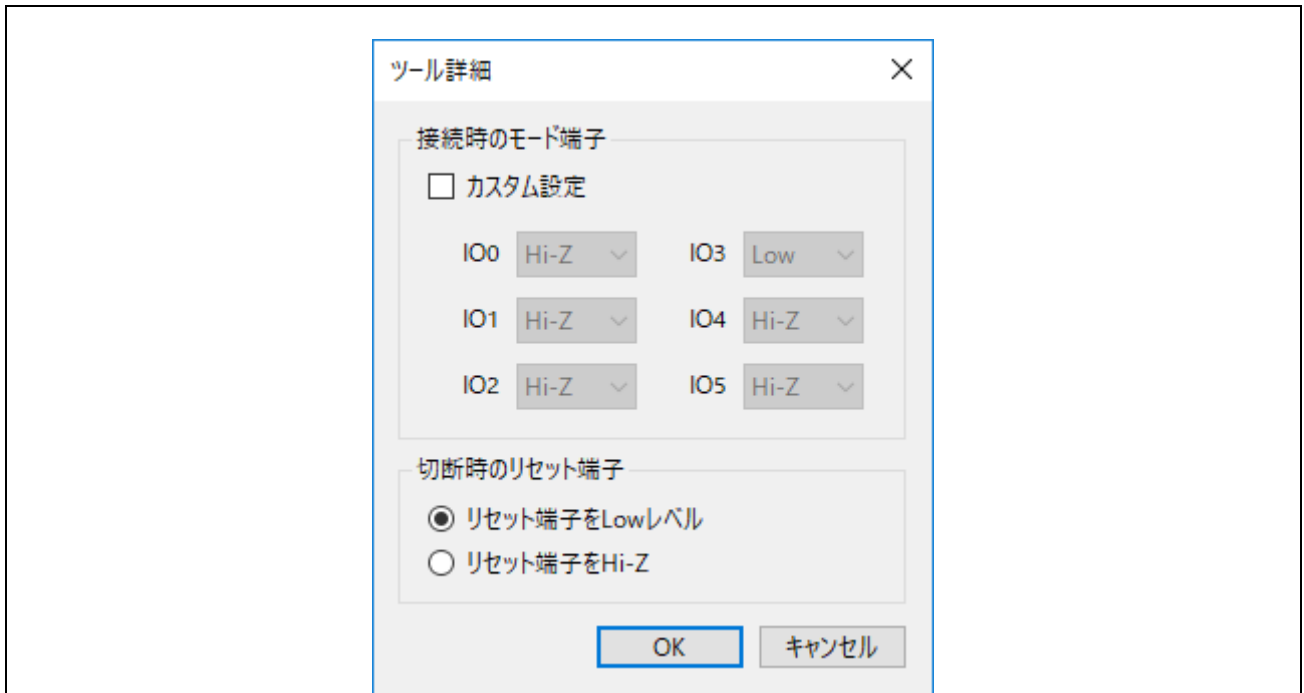 ツール詳細
接続時のモード端子
カスタム設定
IO0 Hi-Z IO3 Low
IO1 Hi-Z IO4 Hi-Z
IO2 Hi-Z IO5 Hi-Z
切断時のリセット端子
リセット端子をLowレベル
リセット端子をHi-Z
OK キャンセル